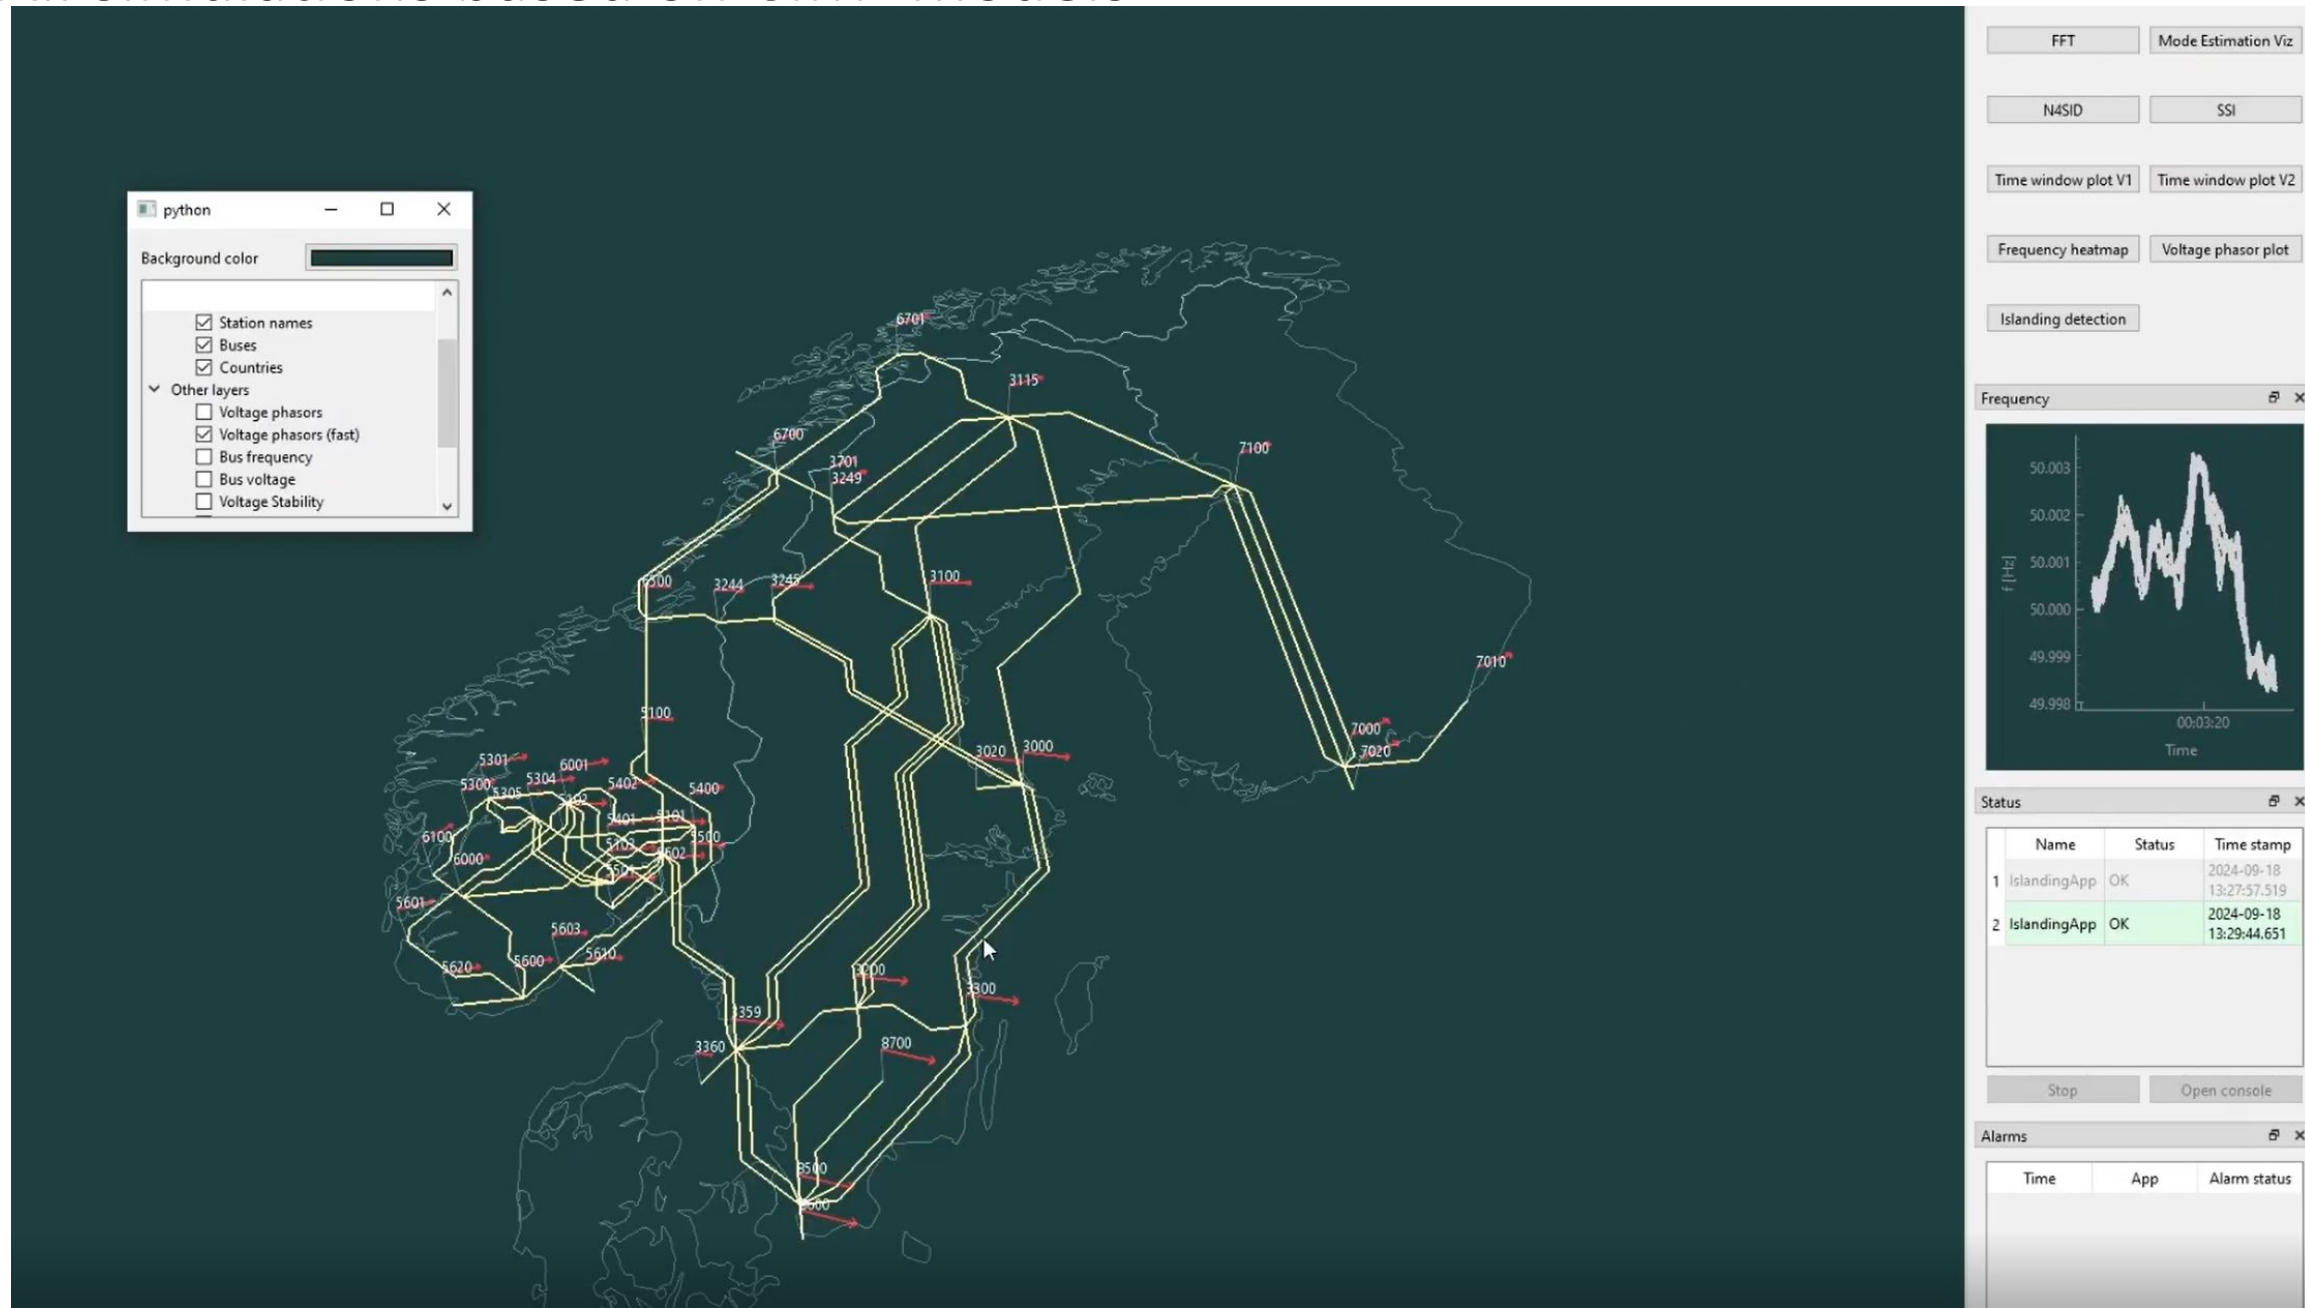 FFT
Mode Estimation Viz
N4SID
SSI
Time window plot V1
Time window plot V2
Frequency heatmap
Voltage phasor plot
Islanding detection
python
Background color
Station names
Buses
Countries
Other layers
Voltage phasors
Voltage phasors (fast)
Bus frequency
Bus voltage
Voltage Stability
6701
3115
6700
3701
3249
7100
3244
3245
3100
5100
7010
7000
7020
3020
3000
5301
6001
5304
5300
5305
5402
5400
5401
5101
6100
6000
5601
5603
5610
5600
5620
3359
3360
8700
Frequency
50.003
50.002
50.001
50.000
49.999
49.998
f [Hz]
00:03:20
Time
Status
Name Status Time stamp
1 IslandingApp OK 2024-09-18
13:27:57.519
2 IslandingApp OK 2024-09-18
13:29:44.651
Stop
Open console
Alarms
Time App Alarm status